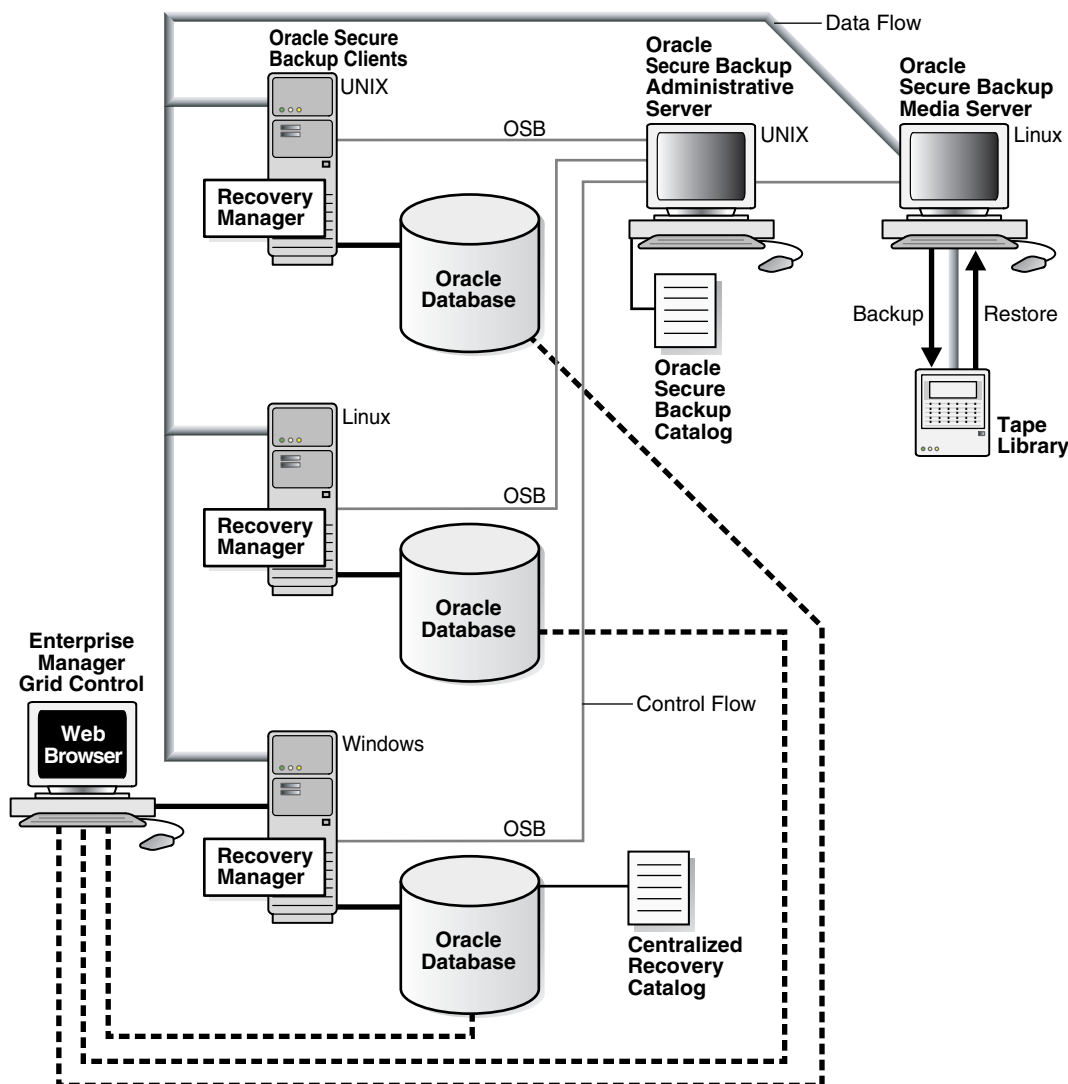 Data Flow
Oracle Secure
Backup Clients
UNIX
Oracle
Secure Backup
Administrative
Server
UNIX
Oracle
Secure Backup
Media Server
Linux
OSB
Recovery
Manager
Oracle
Database
Backup
Restore
Oracle
Secure
Backup
Catalog
Tape
Library
Linux
OSB
Recovery
Manager
Oracle
Database
Enterprise
Manager
Grid Control
Web
Browser
Control Flow
Windows
OSB
Recovery
Manager
Oracle
Database
Centralized
Recovery
Catalog